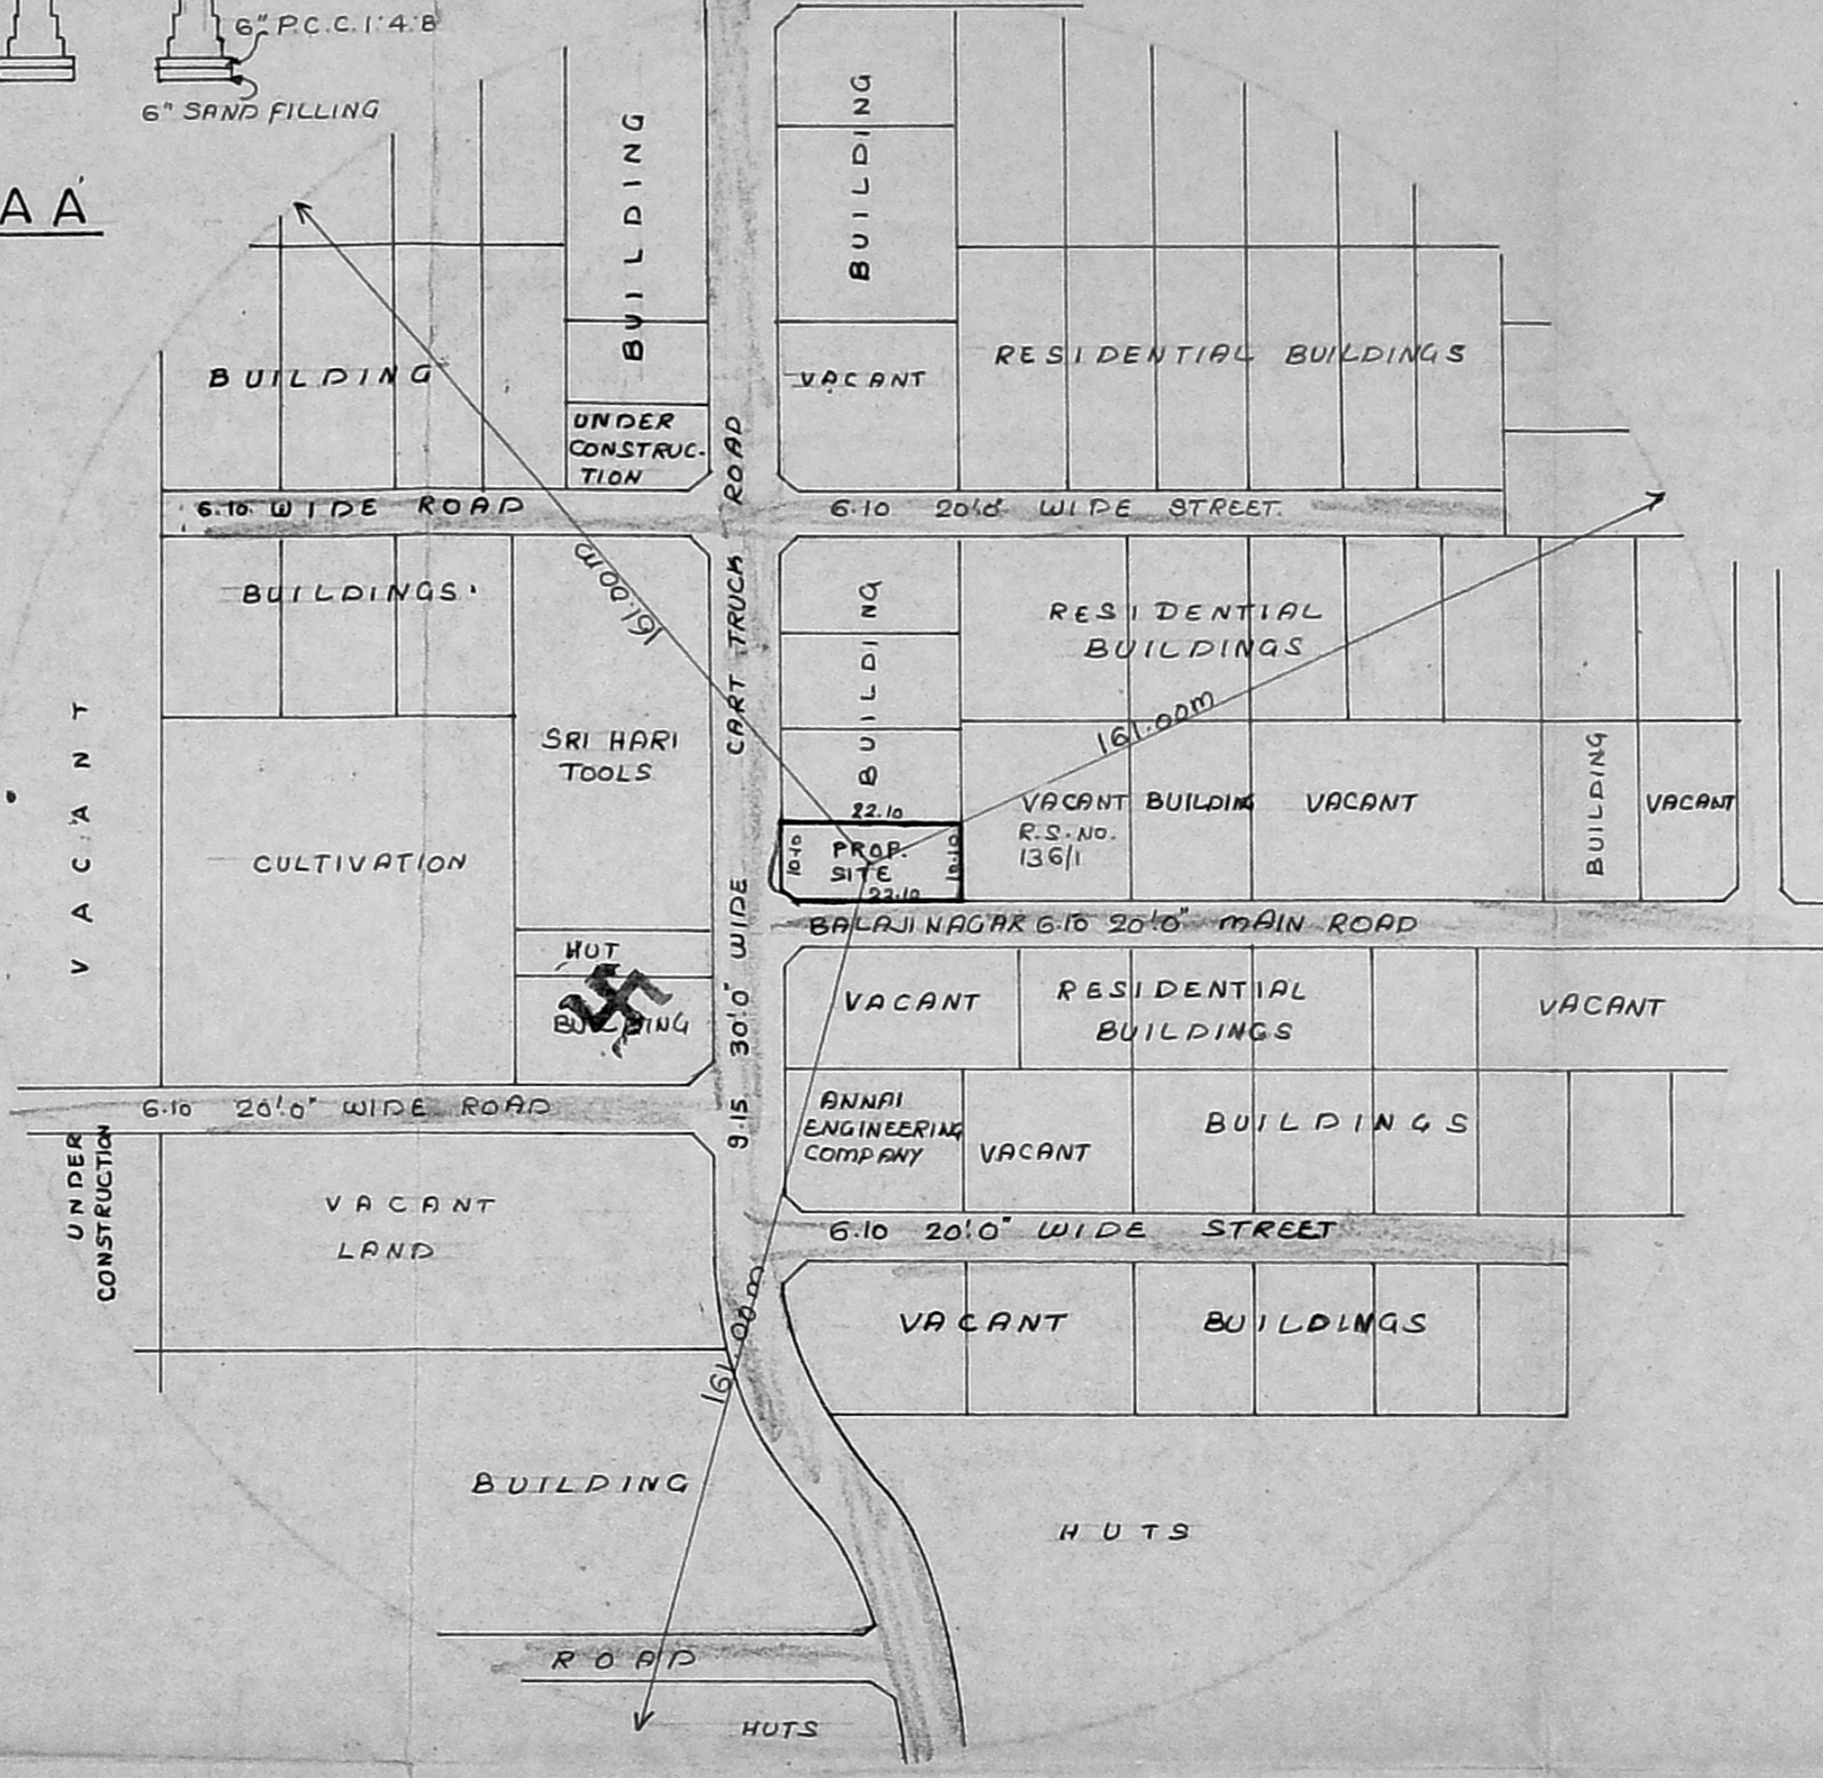 6" P.C.C. 1:4:8
6" SAND FILLING
A A'
BUILDING
BUILDING
BUILDING
UNDER
CONSTRUC-
TION
VACANT
RESIDENTIAL BUILDINGS
6.10 WIDE ROAD
6.10 20'.0" WIDE STREET.
9.15 30'.0" WIDE CART TRUCK ROAD
161.00m
BUILDINGS.
SRI HARI
TOOLS
BUILDING
RESIDENTIAL
BUILDINGS
161.00m
VACANT
CULTIVATION
22.10
10.10
PROP.
SITE
10.10
22.10
VACANT
R.S. NO.
136/1
BUILDING
VACANT
BUILDING
VACANT
BALAJI NAGAR 6.10 20'.0" MAIN ROAD
HUT
BUILDING
VACANT
RESIDENTIAL
BUILDINGS
VACANT
6.10 20'.0" WIDE ROAD
ANNAI
ENGINEERING
COMPANY
VACANT
BUILDINGS
UNDER
CONSTRUCTION
VACANT
LAND
6.10 20'.0" WIDE STREET
161.00m
VACANT
BUILDINGS
BUILDING
HUTS
ROAD
HUTS